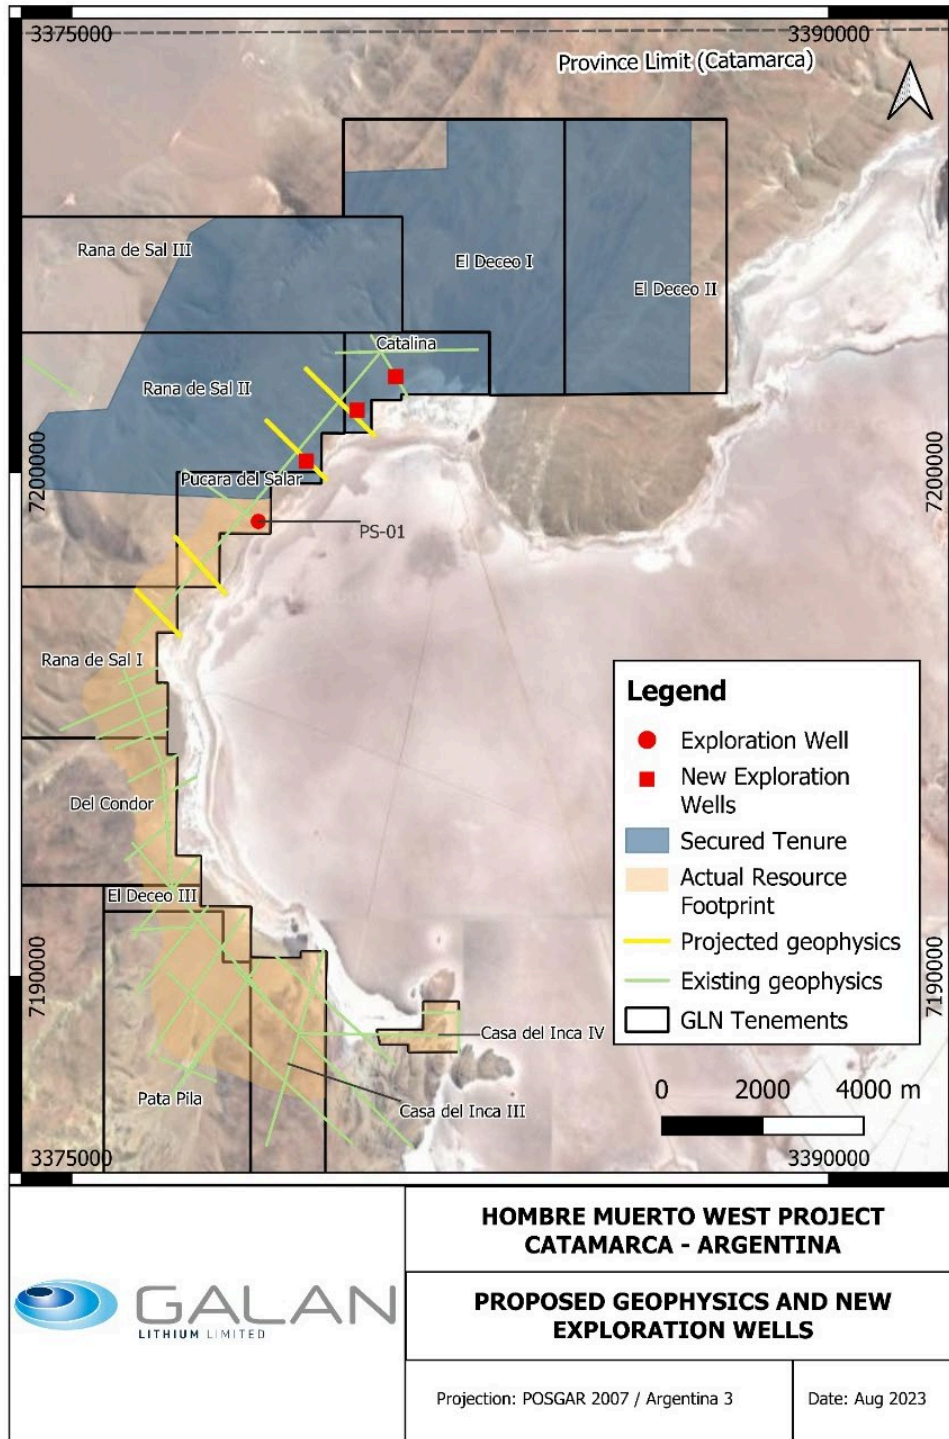 3375000
3390000
Province Limit (Catamarca)
Rana de Sal III
El Deceo I
El Deceo II
Catalina
Rana de Sal II
7200000
7200000
Pucara del Salar
PS-01
Rana de Sal I
Legend
Exploration Well
New Exploration
Wells
Secured Tenure
Actual Resource
Footprint
Projected geophysics
Existing geophysics
GLN Tenements
Del Condor
El Deceo III
7190000
7190000
Casa del Inca IV
Pata Pila
Casa del Inca III
0 2000 4000 m
3375000
3390000
GALAN
LITHIUM LIMITED
HOMBRE MUERTO WEST PROJECT
CATAMARCA - ARGENTINA
PROPOSED GEOPHYSICS AND NEW
EXPLORATION WELLS
Projection: POSGAR 2007 / Argentina 3
Date: Aug 2023